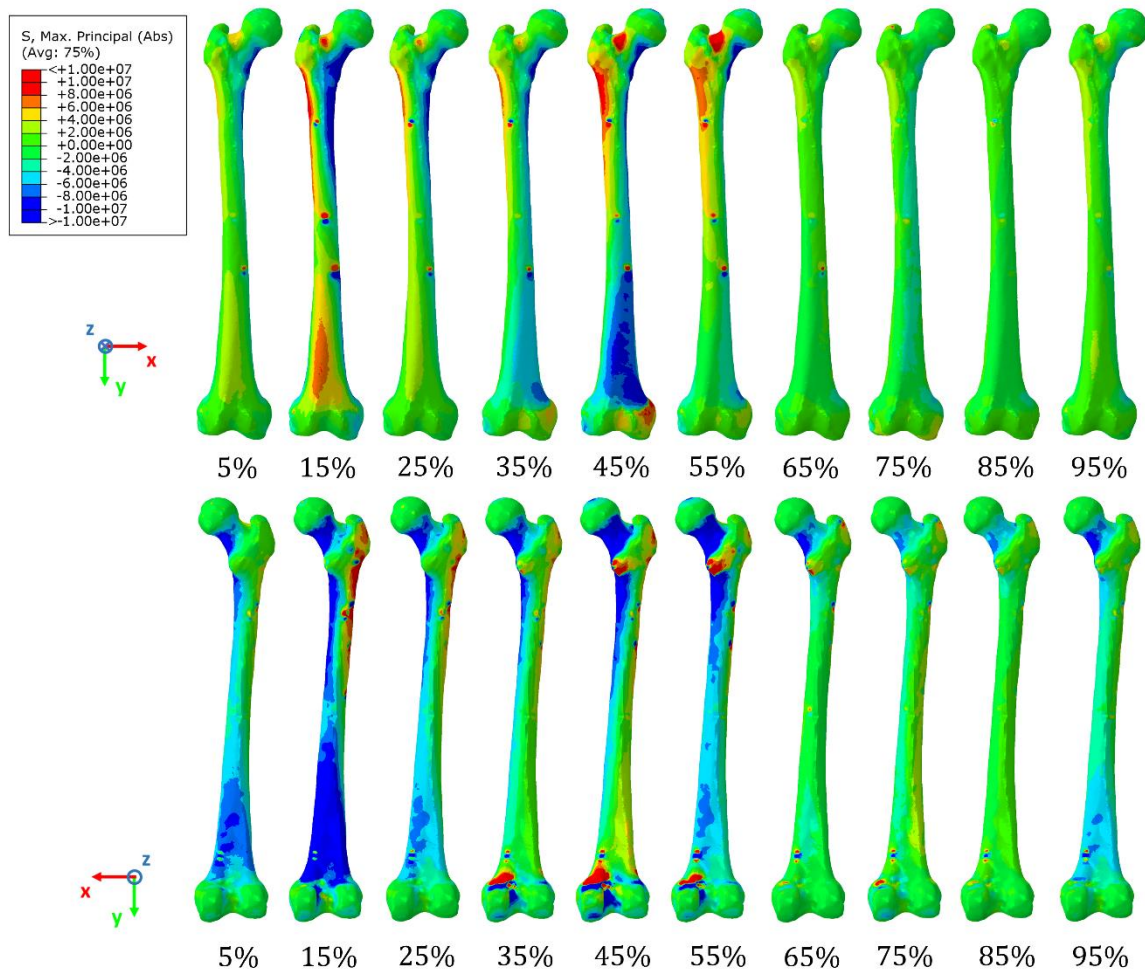 S, Max. Principal (Abs)
(Avg: 75%)
<+1.00e+07
+1.00e+07
+8.00e+06
+6.00e+06
+4.00e+06
+2.00e+06
+0.00e+00
-2.00e+06
-4.00e+06
-6.00e+06
-8.00e+06
-1.00e+07
>-1.00e+07
z
x
y
5% 15% 25% 35% 45% 55% 65% 75% 85% 95%
x
z
y
5% 15% 25% 35% 45% 55% 65% 75% 85% 95%